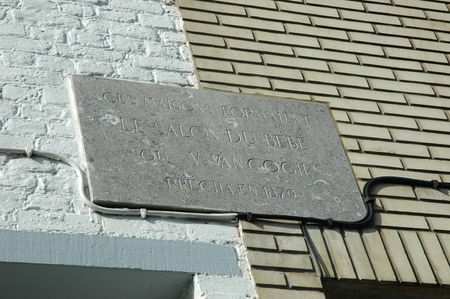 CES MAISONS FORMAIENT
LE SALON DU BÉBÉ
OÙ V. VAN GOGH
PRÊCHA EN 1879